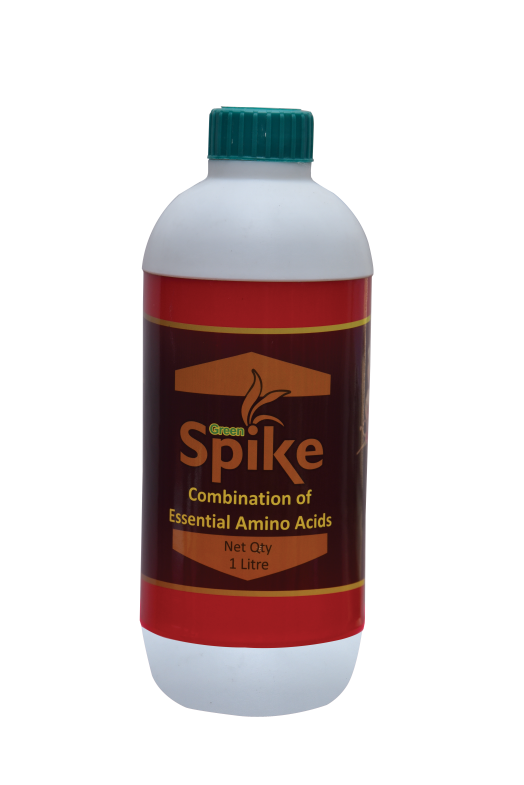 Green
Spike
Combination of
Essential Amino Acids
Net Qty
1 Litre